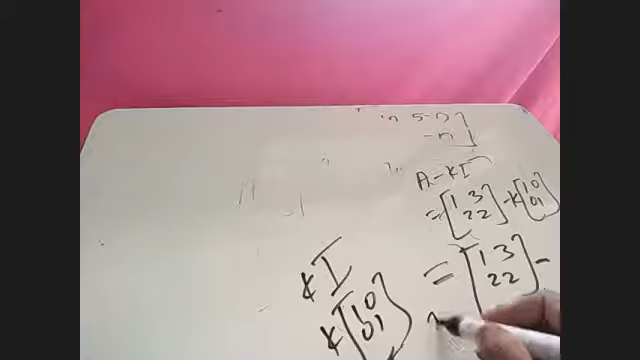 A-kI
= [1 3
2 2] - k [1 0
0 1]
= [1 3
2 2] -
kI
k [1 0
0 1]